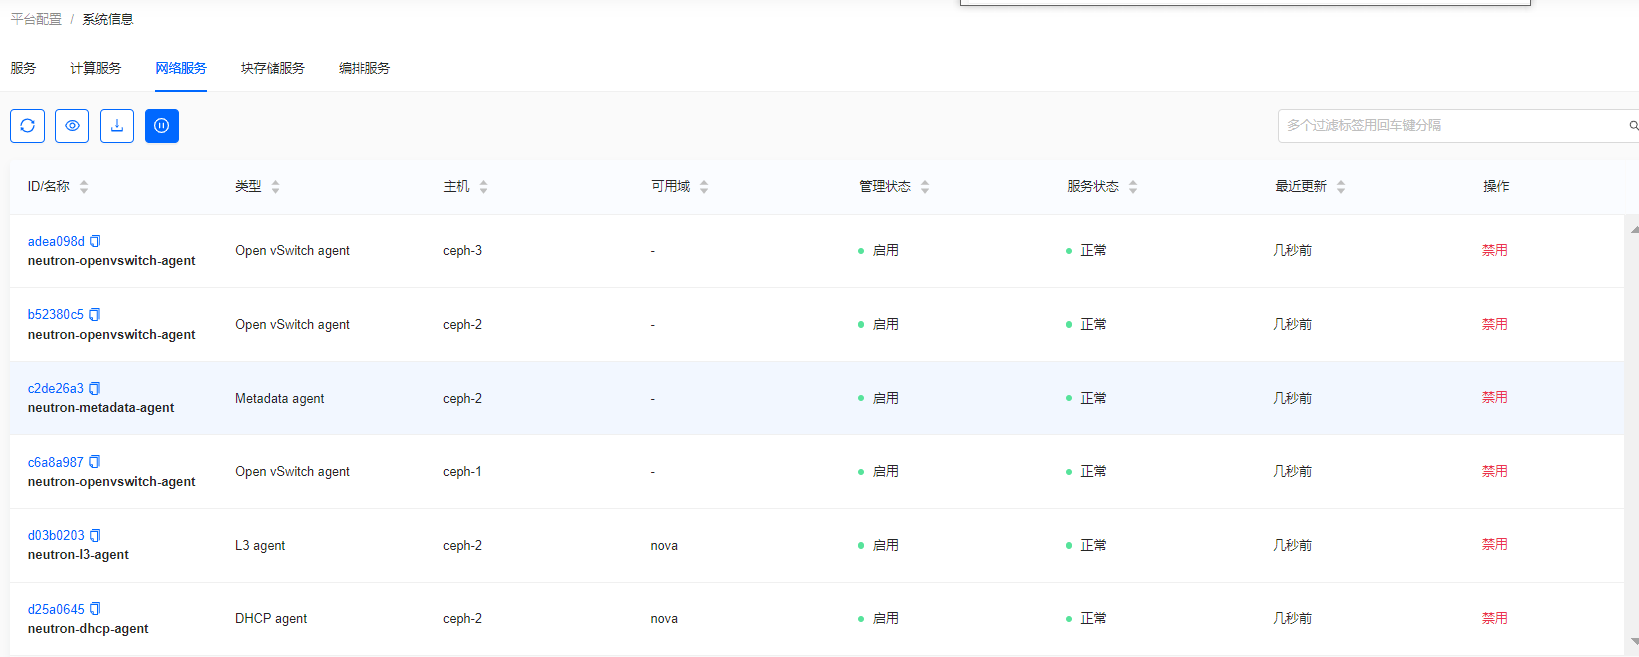 平台配置 / 系统信息
服务 计算服务 网络服务 块存储服务 编排服务
多个过滤标签用回车键分隔
ID/名称 类型 主机 可用域 管理状态 服务状态 最近更新 操作
adea098d
neutron-openvswitch-agent Open vSwitch agent ceph-3 - 启用 正常 几秒前 禁用
b52380c5
neutron-openvswitch-agent Open vSwitch agent ceph-2 - 启用 正常 几秒前 禁用
c2de26a3
neutron-metadata-agent Metadata agent ceph-2 - 启用 正常 几秒前 禁用
c6a8a987
neutron-openvswitch-agent Open vSwitch agent ceph-1 - 启用 正常 几秒前 禁用
d03b0203
neutron-l3-agent L3 agent ceph-2 nova 启用 正常 几秒前 禁用
d25a0645
neutron-dhcp-agent DHCP agent ceph-2 nova 启用 正常 几秒前 禁用